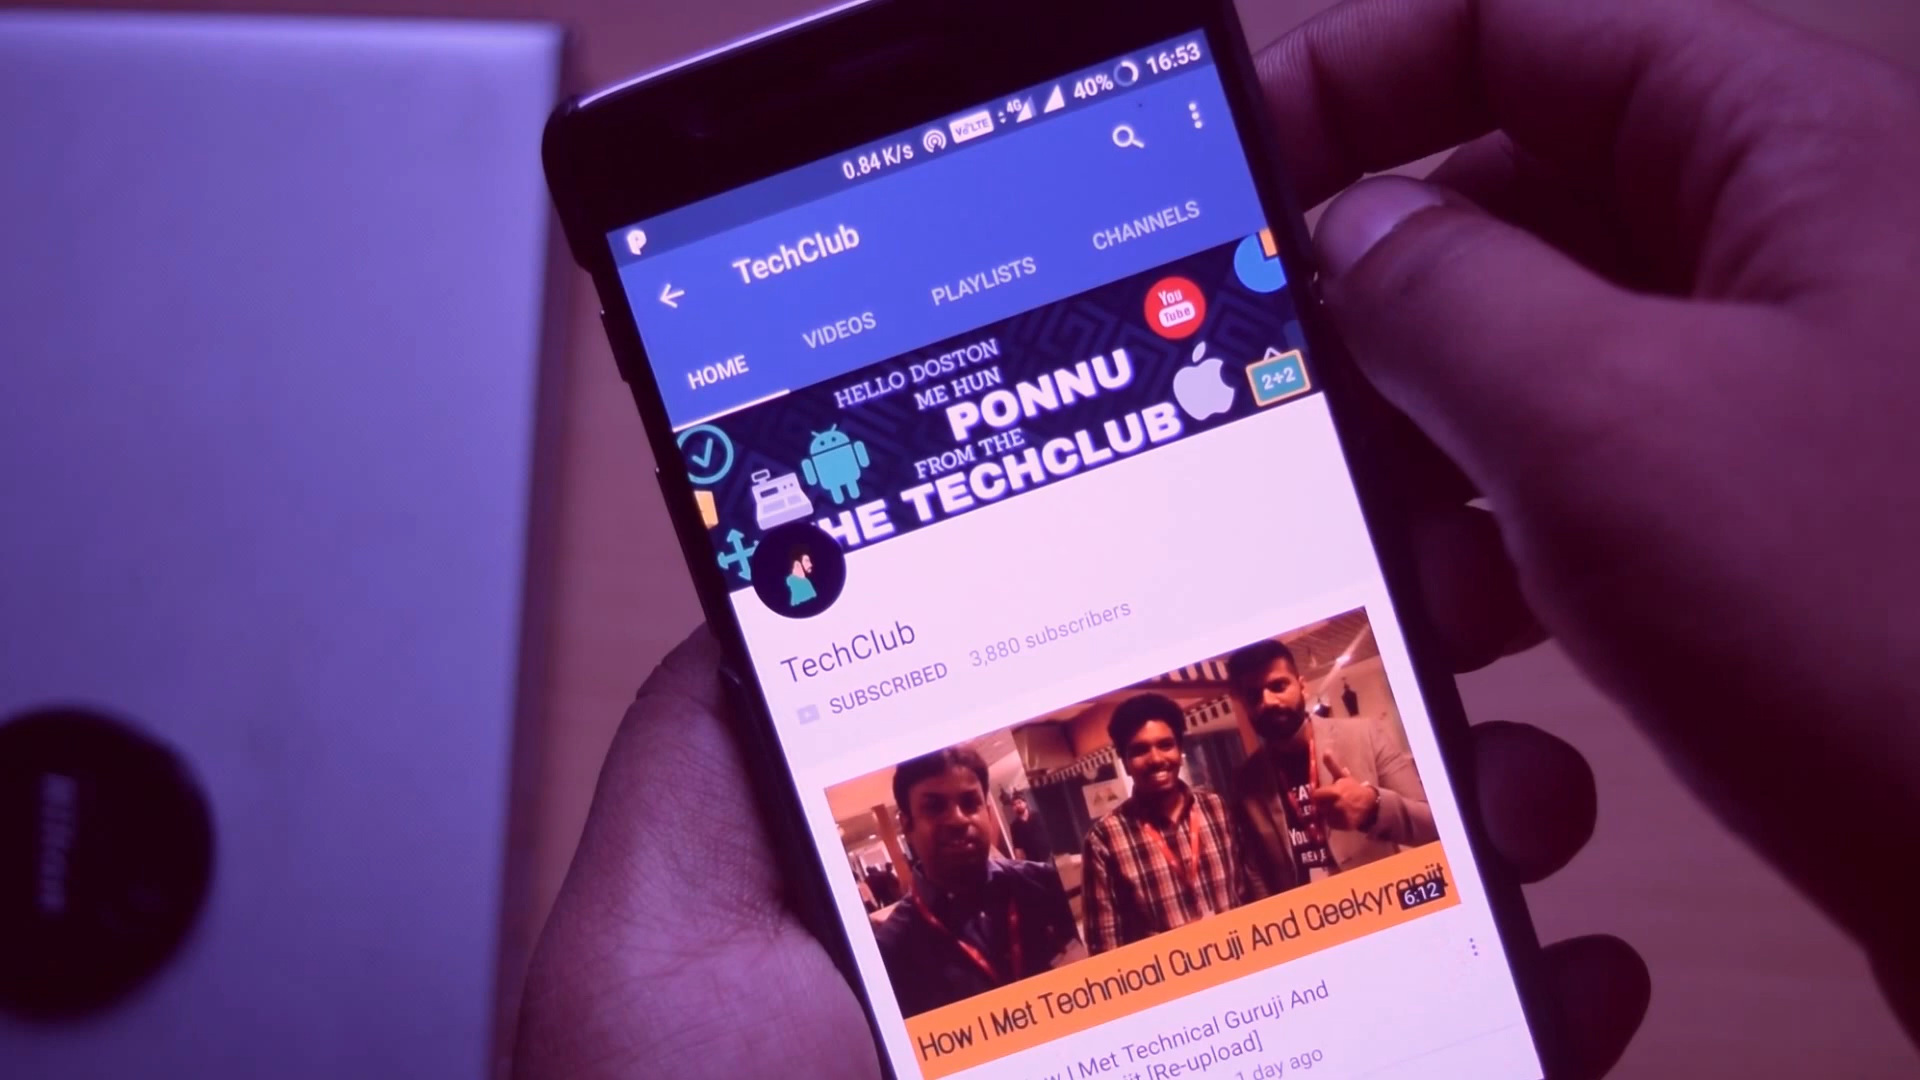 0.84 K/s VoLTE 4G 40% 16:53
TechClub
HOME VIDEOS PLAYLISTS CHANNELS
HELLO DOSTON
ME HUN
PONNU
FROM THE
HE TECHCLUB
You
Tube
2+2
TechClub
SUBSCRIBED 3,880 subscribers
How I Met Technical Guruji And Geekyranjit
6:12
w I Met Technical Guruji And
jit [Re-upload]
1 day ago